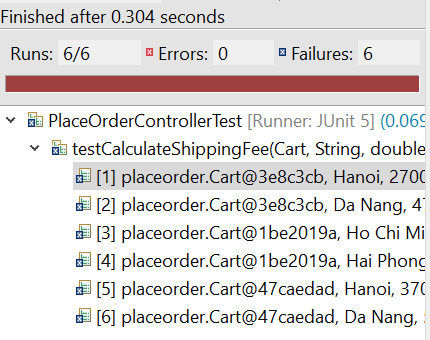 Finished after 0.304 seconds
Runs: 6/6 Errors: 0 Failures: 6
PlaceOrderControllerTest [Runner: JUnit 5] (0.069
testCalculateShippingFee(Cart, String, double
[1] placeorder.Cart@3e8c3cb, Hanoi, 2700
[2] placeorder.Cart@3e8c3cb, Da Nang, 47
[3] placeorder.Cart@1be2019a, Ho Chi Mi
[4] placeorder.Cart@1be2019a, Hai Phong
[5] placeorder.Cart@47caedad, Hanoi, 370
[6] placeorder.Cart@47caedad, Da Nang,